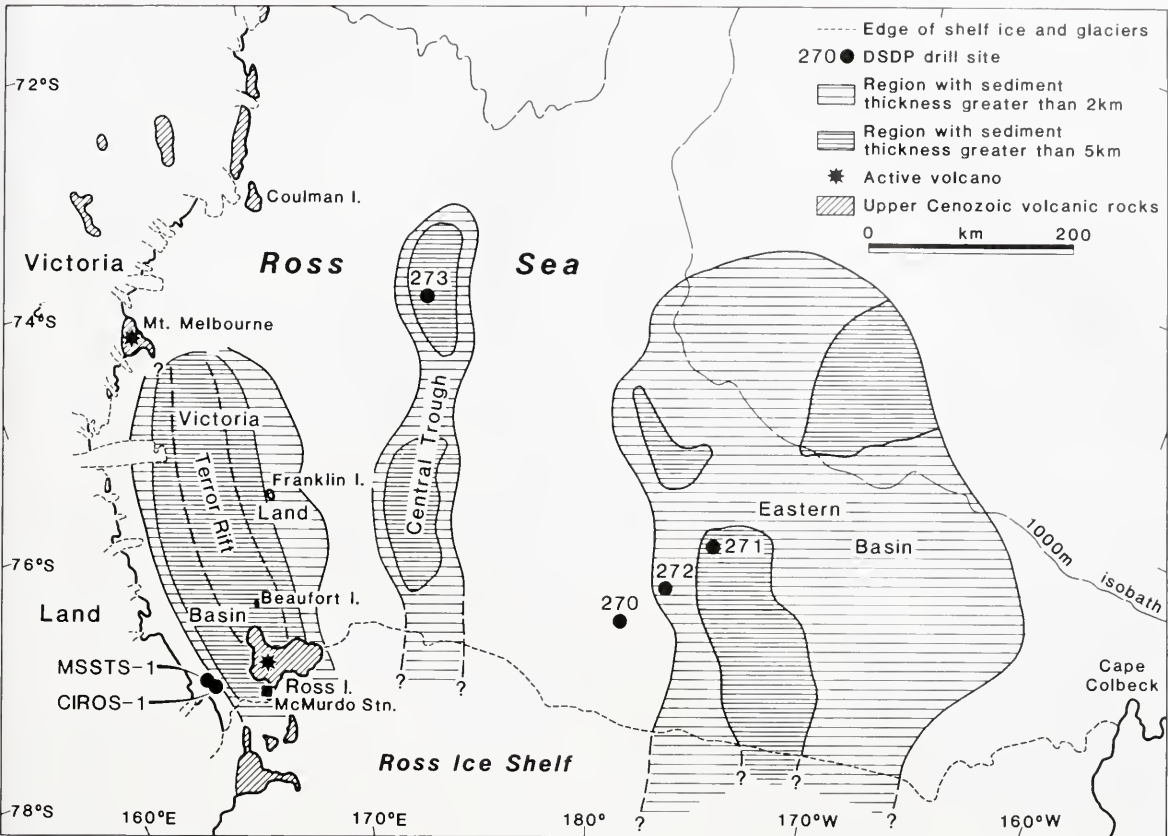 Edge of shelf ice and glaciers
270 DSDP drill site
Region with sediment
thickness greater than 2km
Region with sediment
thickness greater than 5km
Active volcano
Upper Cenozoic volcanic rocks
0 km 200
72°S
74°S
76°S
78°S
160°E
170°E
180°
170°W
160°W
Coulman I.
Victoria
Ross Sea
273
Mt. Melbourne
?
Victoria
Terror Rift
Central Trough
Franklin I.
Land
Eastern
Basin
271
272
270
1000m
isobath
Land
Beaufort I.
Basin
MSSTS-1
CIROS-1
Ross I.
McMurdo Stn.
? ?
Cape
Colbeck
Ross Ice Shelf
? ?
? ?